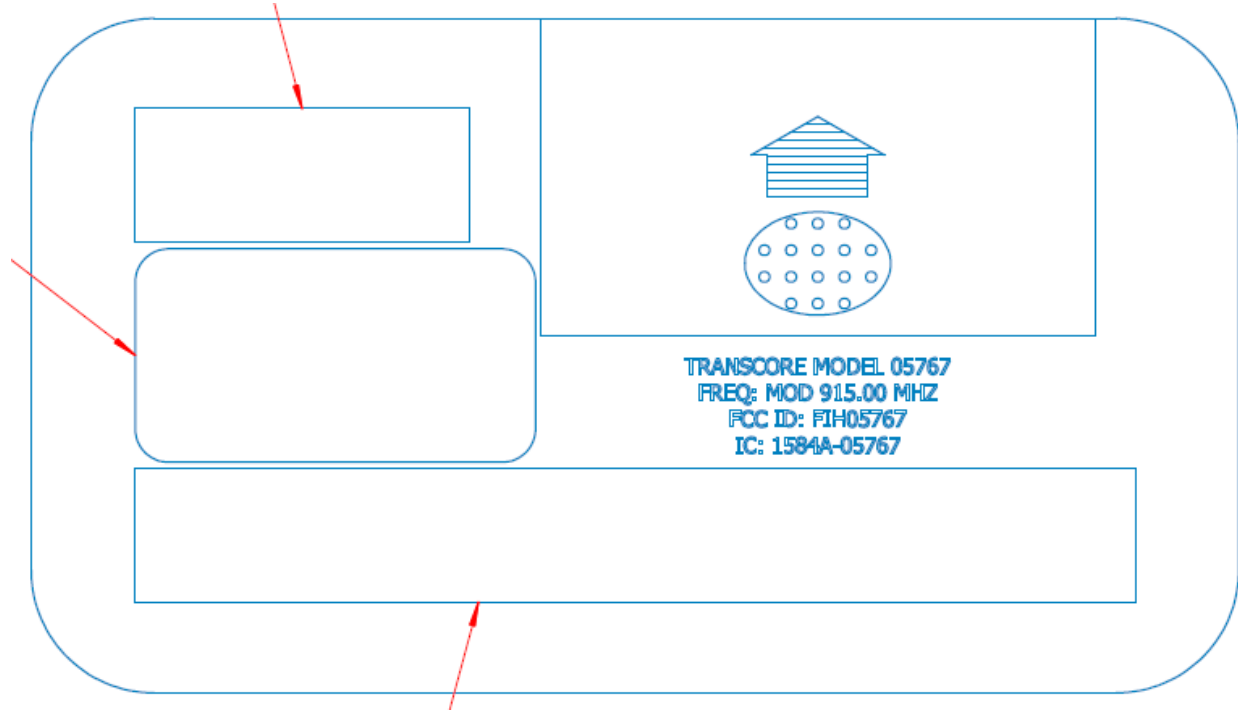 TRANSCORE MODEL 05767
FREQ: MOD 915.00 MHZ
FCC ID: FIH05767
IC: 1584A-05767